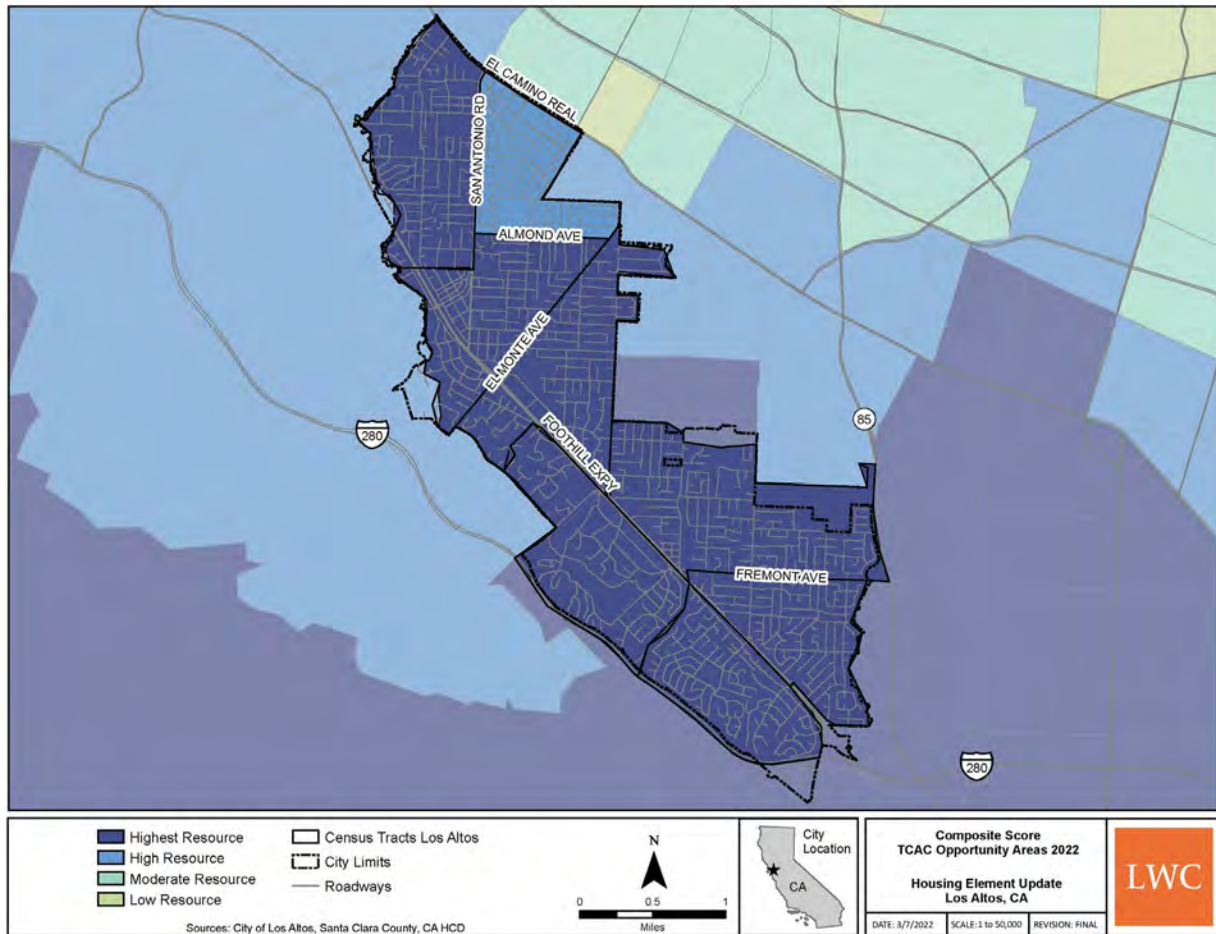 EL CAMINO REAL
SAN ANTONIO RD
ALMOND AVE
EL MONTE AVE
FOOTHILL EXPY
280
85
FREMONT AVE
280
Highest Resource
High Resource
Moderate Resource
Low Resource
Census Tracts Los Altos
City Limits
Roadways
Sources: City of Los Altos, Santa Clara County, CA HCD
N
0 0.5 1
Miles
City
Location
CA
Composite Score
TCAC Opportunity Areas 2022
Housing Element Update
Los Altos, CA
DATE: 3/7/2022 SCALE:1 to 50,000 REVISION: FINAL
LWC